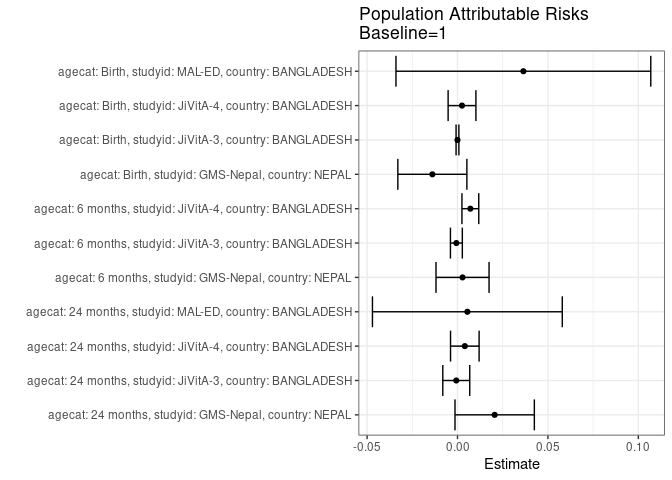 Population Attributable Risks
Baseline=1
agecat: Birth, studyid: MAL-ED, country: BANGLADESH
agecat: Birth, studyid: JiVitA-4, country: BANGLADESH
agecat: Birth, studyid: JiVitA-3, country: BANGLADESH
agecat: Birth, studyid: GMS-Nepal, country: NEPAL
agecat: 6 months, studyid: JiVitA-4, country: BANGLADESH
agecat: 6 months, studyid: JiVitA-3, country: BANGLADESH
agecat: 6 months, studyid: GMS-Nepal, country: NEPAL
agecat: 24 months, studyid: MAL-ED, country: BANGLADESH
agecat: 24 months, studyid: JiVitA-4, country: BANGLADESH
agecat: 24 months, studyid: JiVitA-3, country: BANGLADESH
agecat: 24 months, studyid: GMS-Nepal, country: NEPAL
-0.05 0.00 0.05 0.10
Estimate